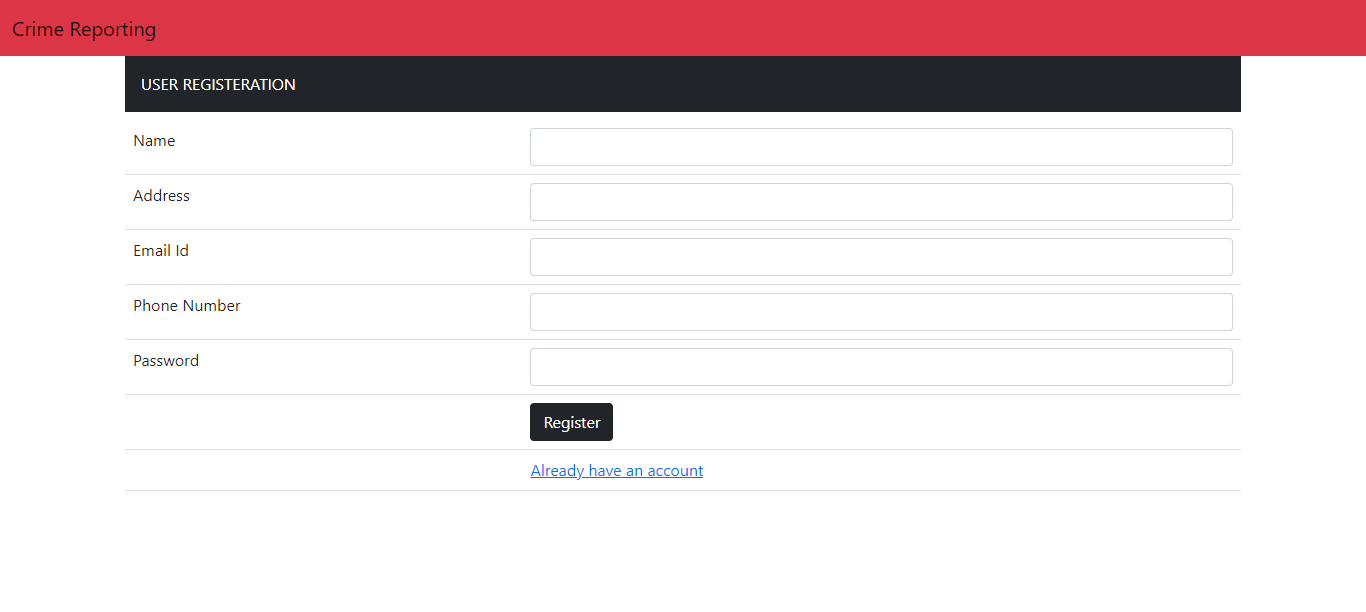 Crime Reporting
USER REGISTERATION
Name
Address
Email Id
Phone Number
Password
Register
Already have an account